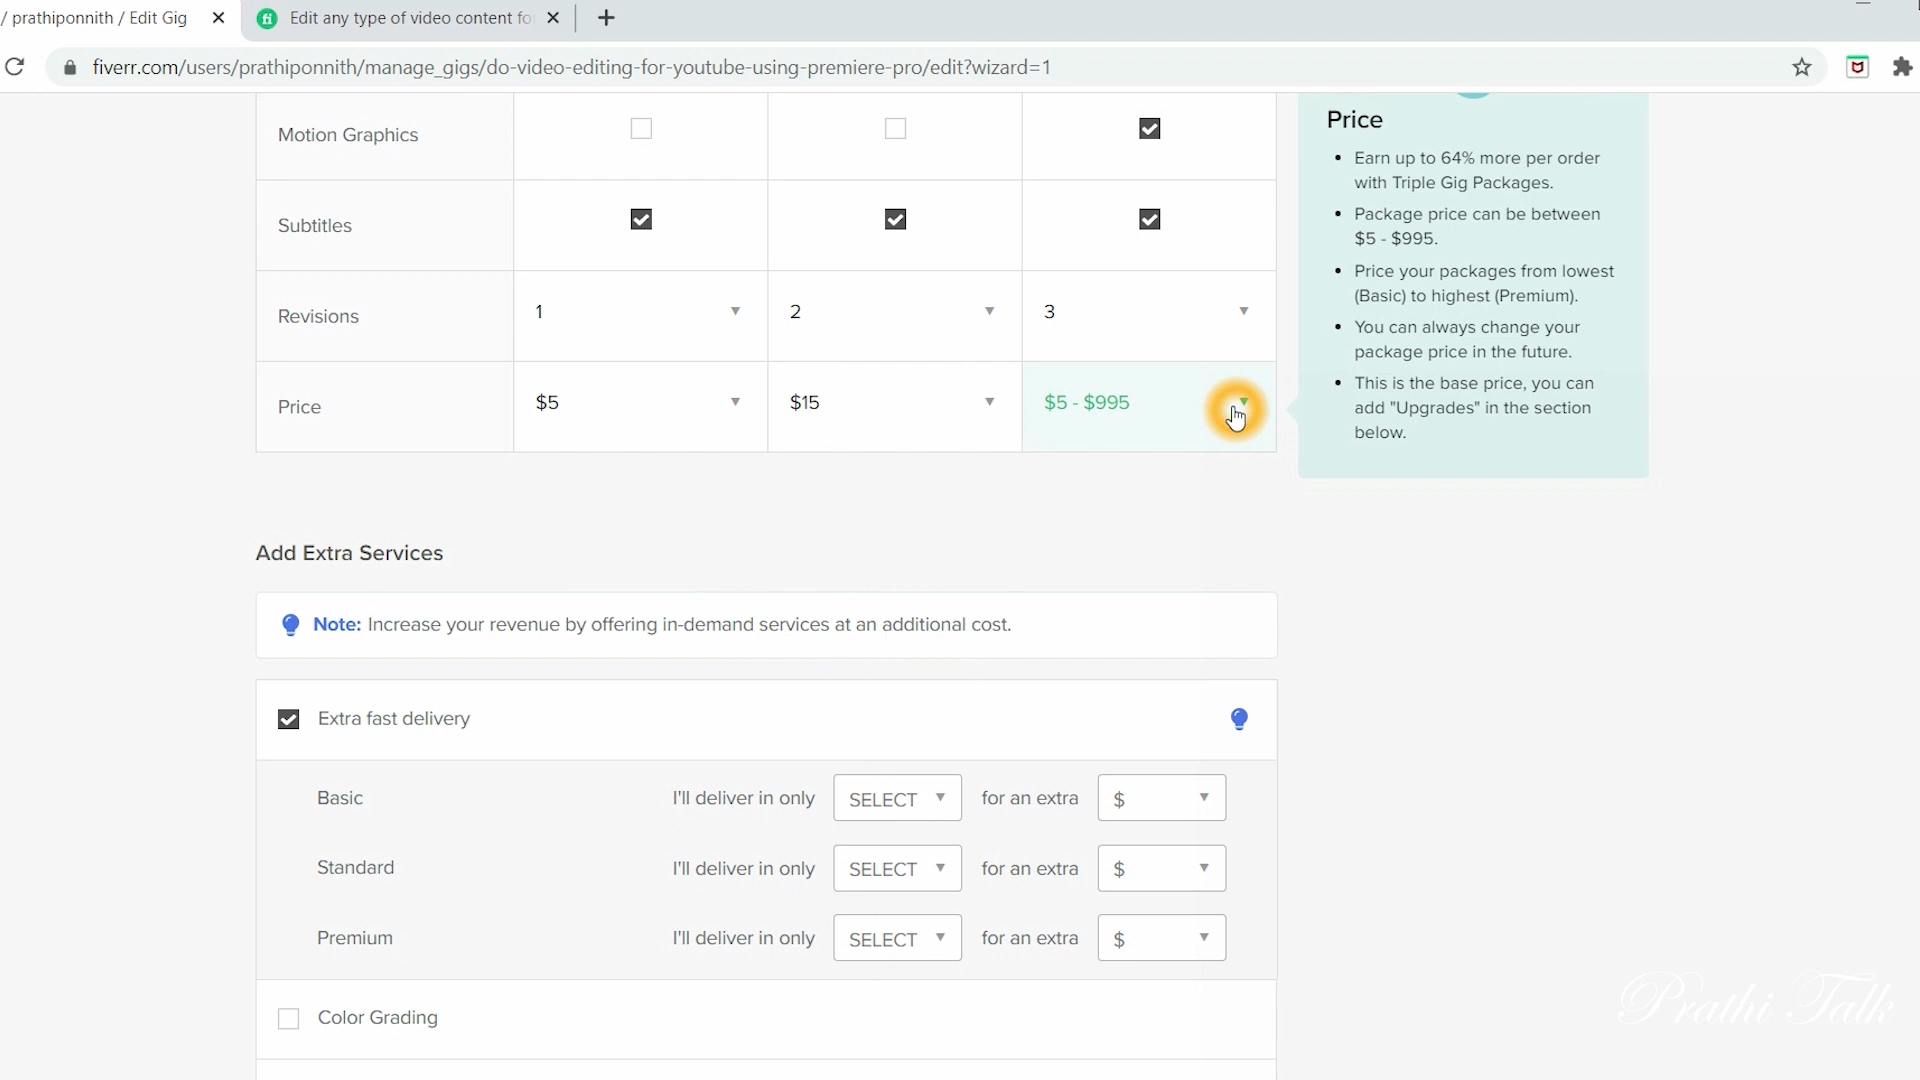 / prathiponnith / Edit Gig
Edit any type of video content fo
fiverr.com/users/prathiponnith/manage_gigs/do-video-editing-for-youtube-using-premiere-pro/edit?wizard=1
Motion Graphics
Subtitles
Revisions 1 2 3
Price $5 $15 $5 - $995
Price
• Earn up to 64% more per order
with Triple Gig Packages.
• Package price can be between
$5 - $995.
• Price your packages from lowest
(Basic) to highest (Premium).
• You can always change your
package price in the future.
• This is the base price, you can
add "Upgrades" in the section
below.
Add Extra Services
Note: Increase your revenue by offering in-demand services at an additional cost.
Extra fast delivery
Basic I'll deliver in only SELECT for an extra $
Standard I'll deliver in only SELECT for an extra $
Premium I'll deliver in only SELECT for an extra $
Color Grading
Prathi Talk